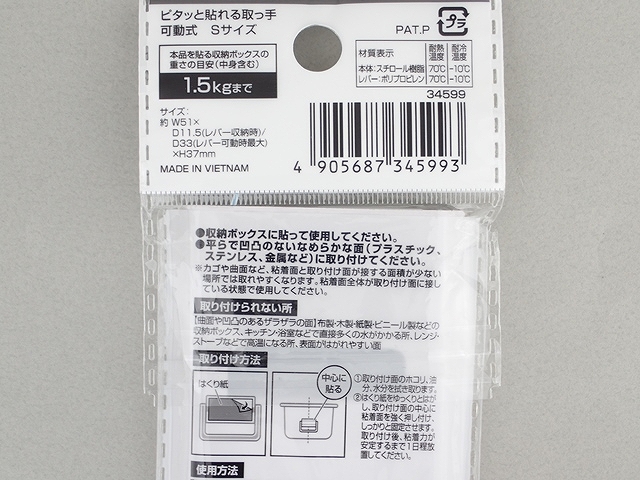 ピタッと貼れる取っ手
可動式 Sサイズ
PAT.P
プラ
本品を貼る収納ボックスの
重さの目安(中身含む)
1.5kgまで
材質表示 耐熱温度 耐冷温度
本体:スチロール樹脂 70℃ -10℃
レバー:ポリプロピレン 70℃ -10℃
34599
サイズ:
約 W51×
D11.5(レバー収納時)/
D33(レバー可動時最大)
×H37mm
MADE IN VIETNAM
4 905687 345993
●収納ボックスに貼って使用してください。
●平らで凹凸のないなめらかな面(プラスチック、
ステンレス、金属など)に取り付けてください。
※カゴや曲面など、粘着面と取り付け面が接する面積が少ない
場所では取れやすくなります。粘着面全体が取り付け面に接し
ている状態で使用してください。
取り付けられない所
【曲面や凹凸のあるザラザラの面】布製・木製・紙製・ビニール製などの
収納ボックス、キッチン・浴室などで直接多くの水がかかる所、レンジ・
ストーブなどで高温になる所、表面がはがれやすい面
取り付け方法
はくり紙
中心に
貼る
①取り付け面のホコリ、油
分、水分を拭き取ります。
②はくり紙をゆっくりとはが
し、取り付け面の中心に
粘着面を強く押し付け、
しっかりと固定させます。
取り付け後、粘着力が
安定するまで1日程放
置してください。
使用方法